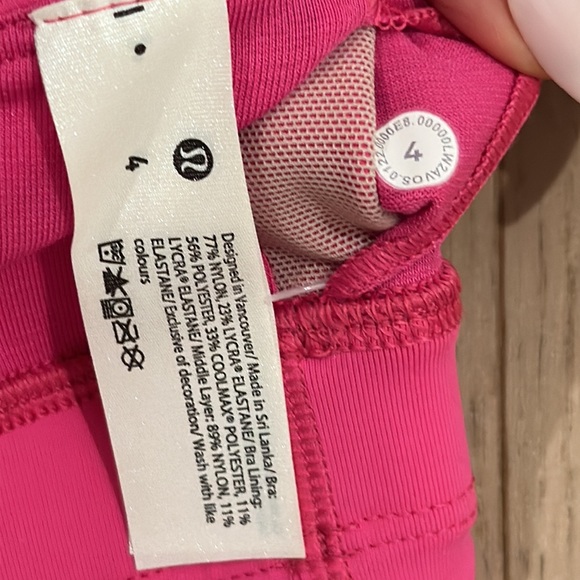 4
Designed in Vancouver/ Made in Sri Lanka/ Bra:
77% NYLON, 23% LYCRA® ELASTANE/ Bra Lining:
56% POLYESTER, 33% COOLMAX® POLYESTER, 11%
LYCRA® ELASTANE/ Middle Layer: 89% NYLON, 11%
ELASTANE/ Exclusive of decoration/ Wash with like
colours
4